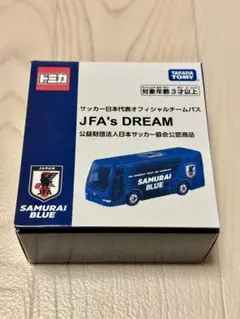 トミカ
TAKARA TOMY
対象年齢3才以上
サッカー日本代表オフィシャルチームバス
JFA's DREAM
公益財団法人日本サッカー協会公認商品
JAPAN
JFA
SAMURAI
BLUE
SAMURAI
BLUE